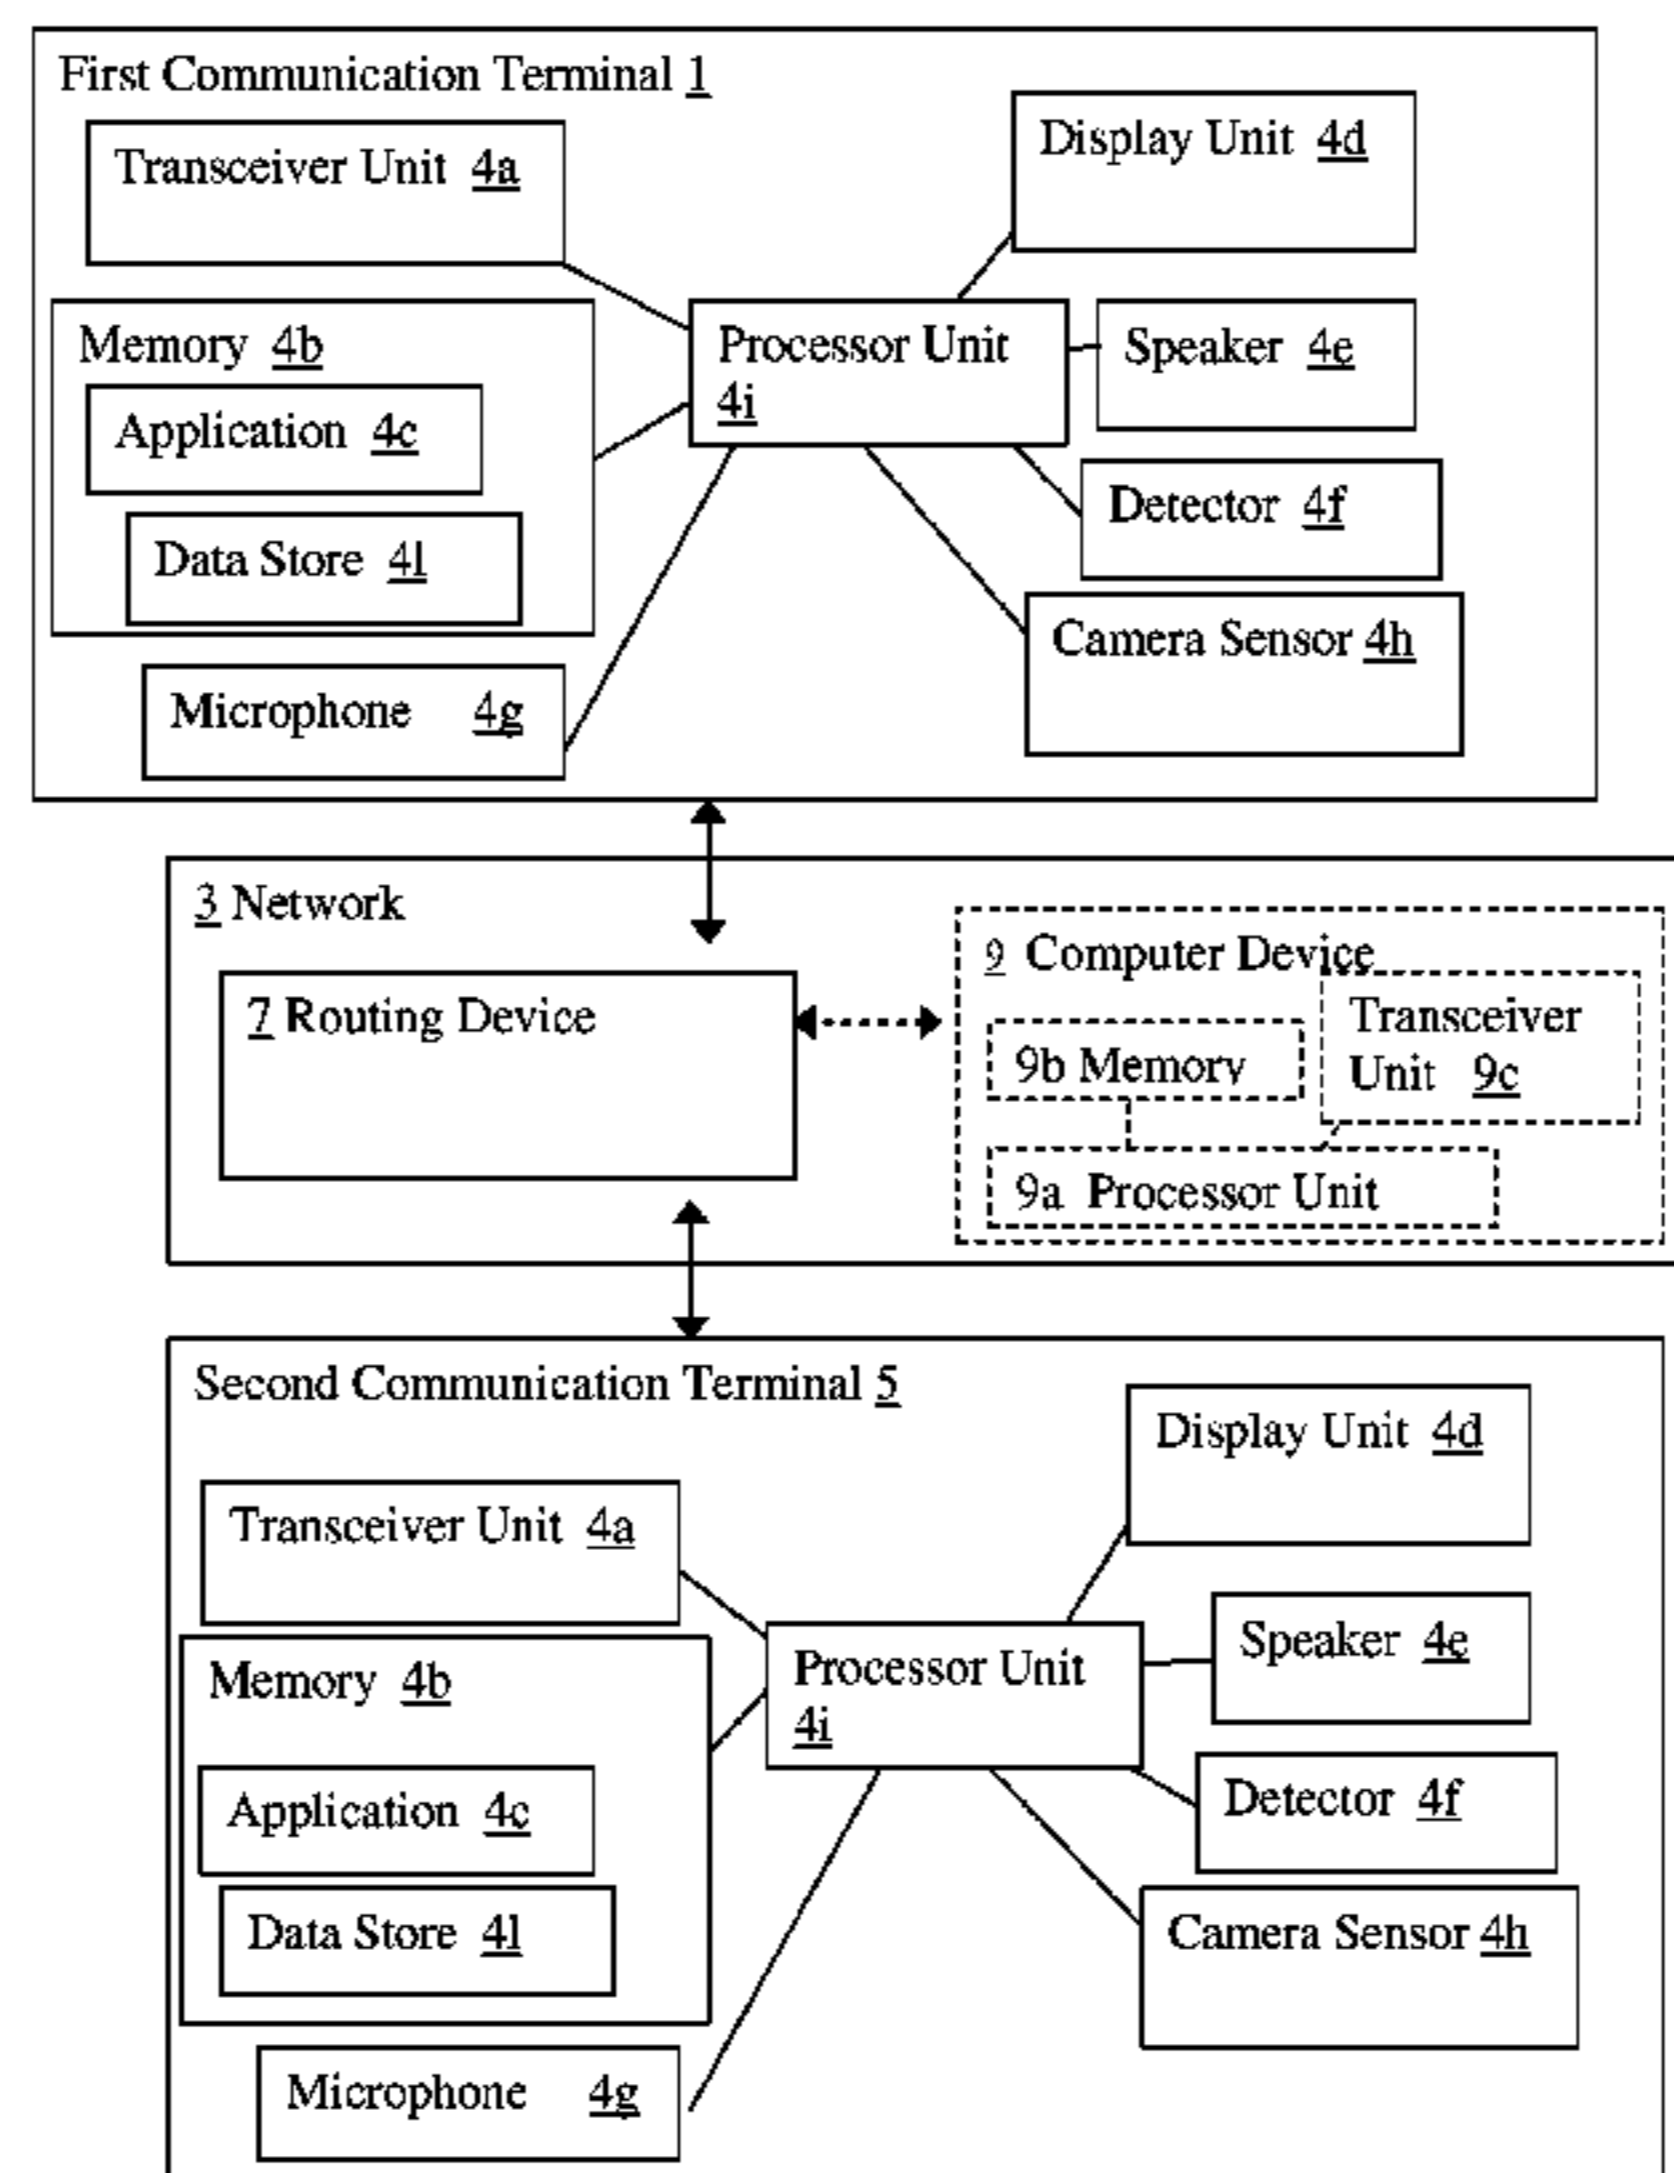 First Communication Terminal 1
Transceiver Unit 4a
Display Unit 4d
Memory 4b
Application 4c
Data Store 4l
Microphone 4g
Processor Unit
4i
Speaker 4e
Detector 4f
Camera Sensor 4h
3 Network
7 Routing Device
9 Computer Device
9b Memory
Transceiver
Unit 9c
9a Processor Unit
Second Communication Terminal 5
Transceiver Unit 4a
Display Unit 4d
Memory 4b
Application 4c
Data Store 4l
Microphone 4g
Processor Unit
4i
Speaker 4e
Detector 4f
Camera Sensor 4h